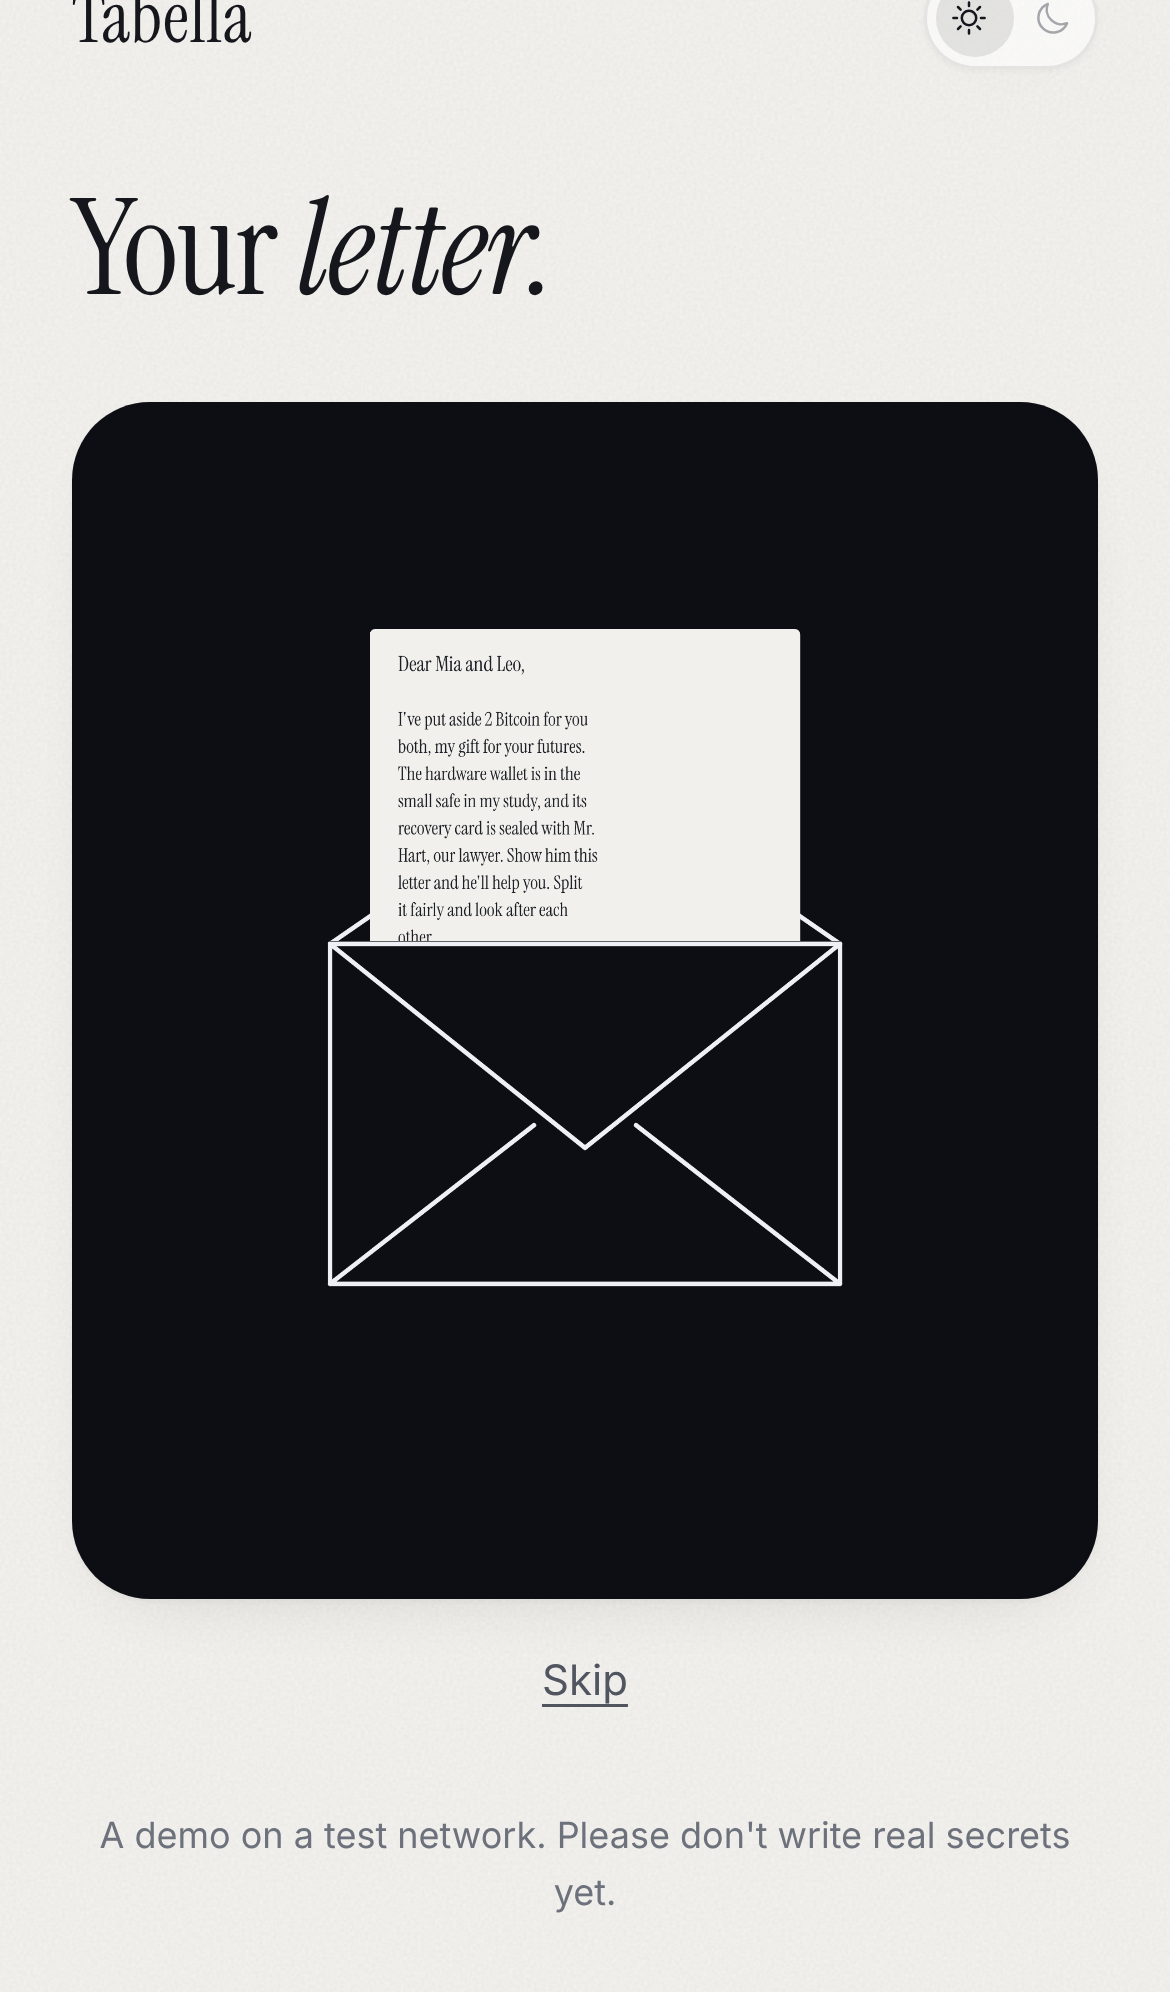 Tabella
Your letter.
Dear Mia and Leo,
I've put aside 2 Bitcoin for you
both, my gift for your futures.
The hardware wallet is in the
small safe in my study, and its
recovery card is sealed with Mr.
Hart, our lawyer. Show him this
letter and he'll help you. Split
it fairly and look after each
other
Skip
A demo on a test network. Please don't write real secrets
yet.